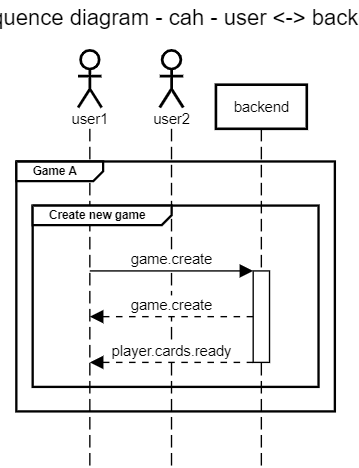 quence diagram - cah - user <-> back
user1
user2
backend
Game A
Create new game
game.create
game.create
player.cards.ready